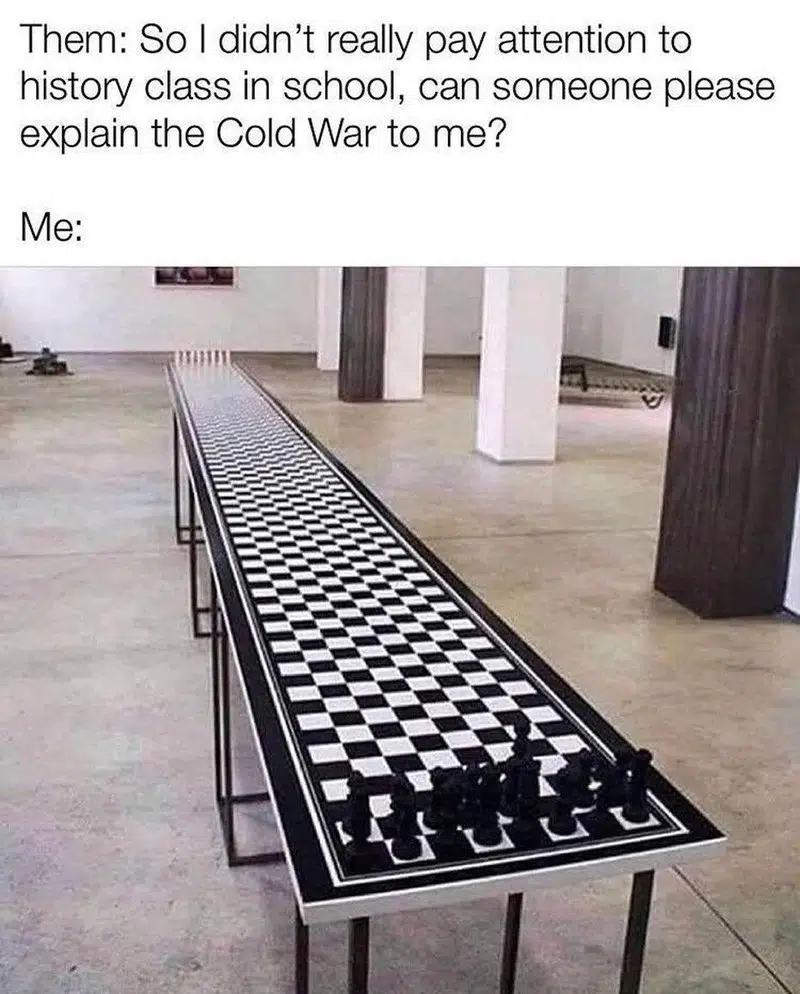 Them: So I didn’t really pay attention to
history class in school, can someone please
explain the Cold War to me?
Me: